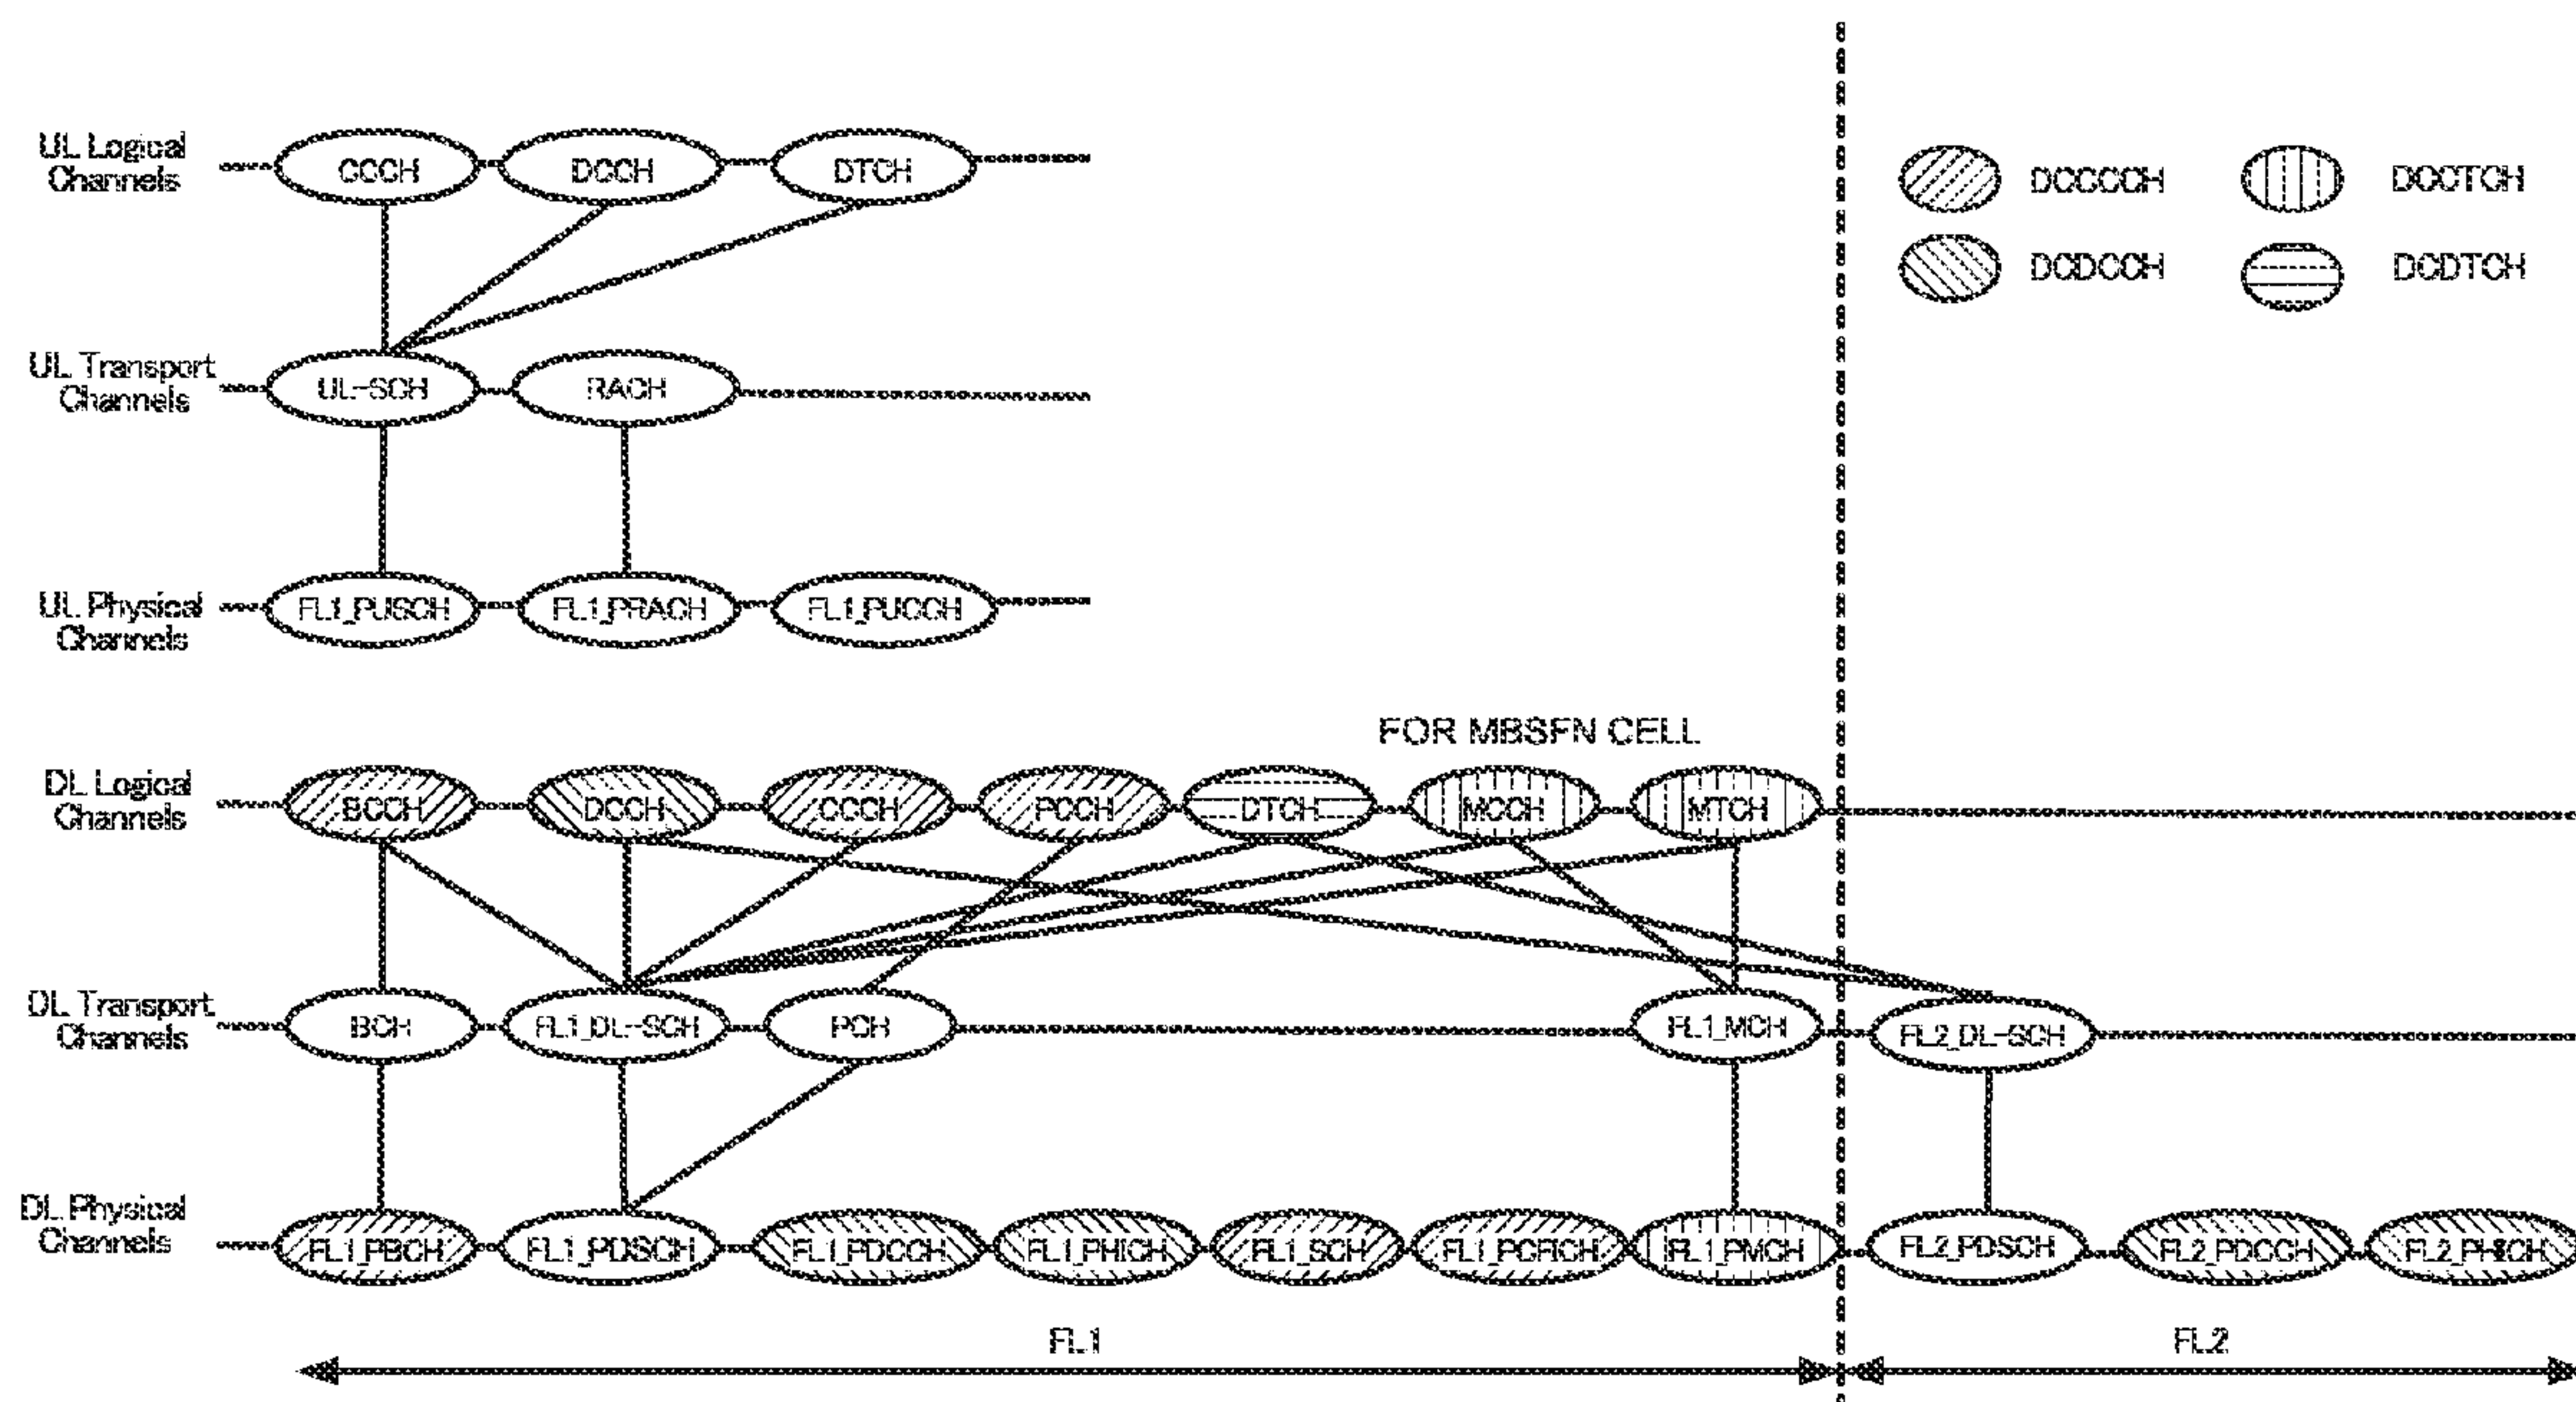 UL Logical
Channels
CCCH
DCCH
DTCH
DCCCCH
DCCTCH
DCDCCH
DCDTCH
UL Transport
Channels
UL-SCH
RACH
UL Physical
Channels
FL1_PUSCH
FL1_PRACH
FL1_PUCCH
FOR MBSFN CELL
DL Logical
Channels
BCCH
DCCH
CCCH
PCCH
DTCH
MCCH
MTCH
DL Transport
Channels
BCH
FL1_DL-SCH
PCH
FL1_MCH
FL2_DL-SCH
DL Physical
Channels
FL1_PBCH
FL1_PDSCH
FL1_PDCCH
FL1_PHICH
FL1_SCH
FL1_PCFICH
FL1_PMCH
FL2_PDSCH
FL2_PDCCH
FL2_PHICH
FL1
FL2